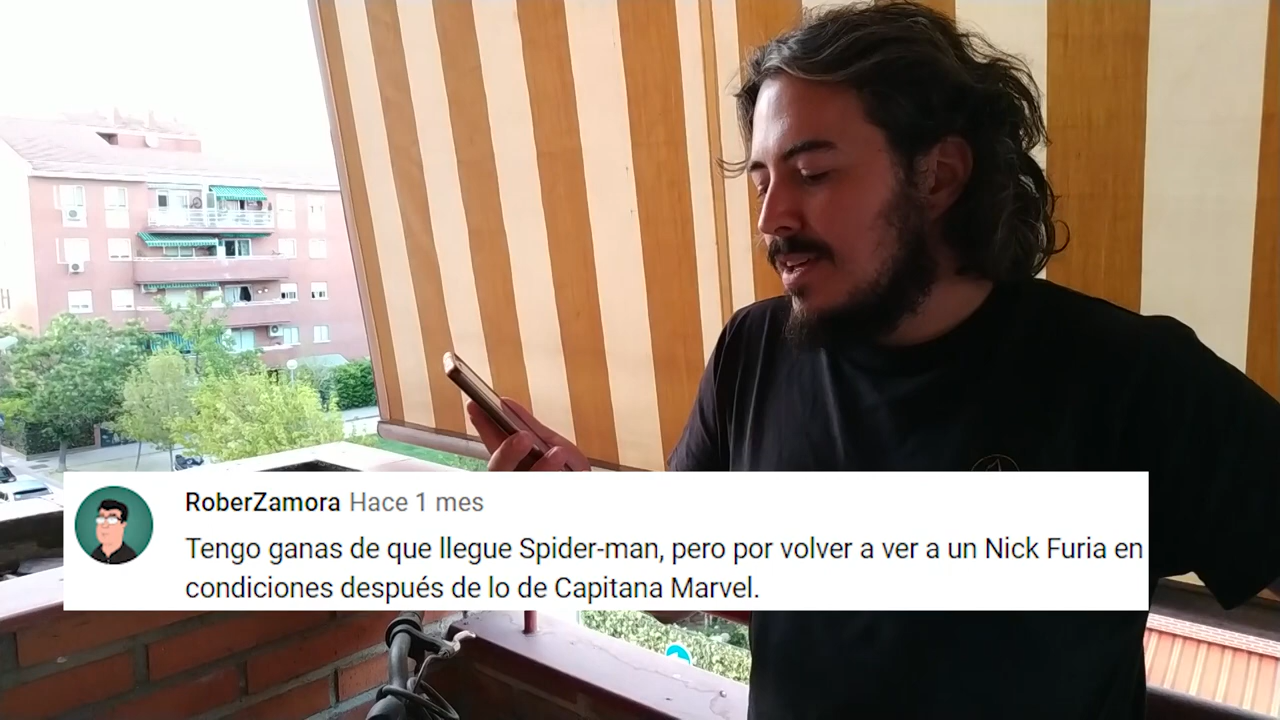 RoberZamora Hace 1 mes
Tengo ganas de que llegue Spider-man, pero por volver a ver a un Nick Furia en
condiciones después de lo de Capitana Marvel.